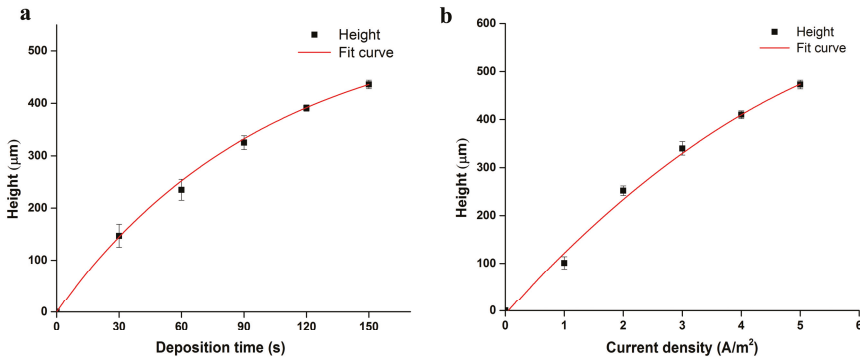 a
Height
Fit curve
500
400
300
200
100
0
Height (μm)
0 30 60 90 120 150
Deposition time (s)
b
Height
Fit curve
600
500
400
300
200
100
0
Height (μm)
0 1 2 3 4 5 6
Current density (A/m²)